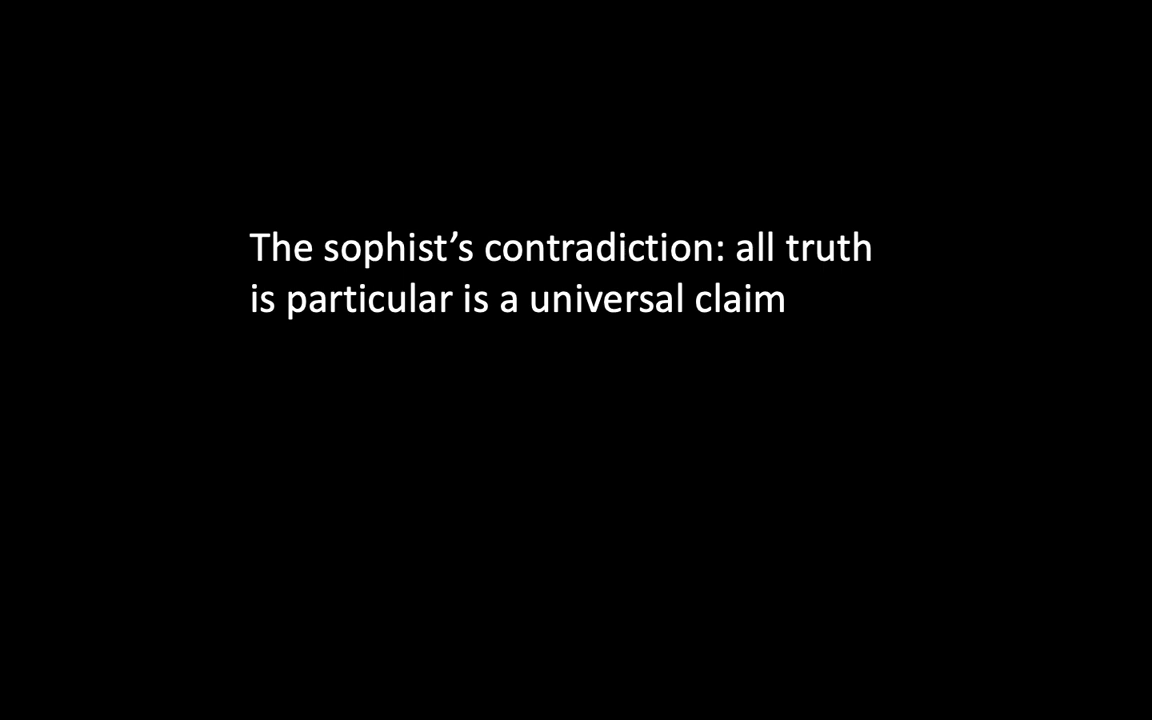 The sophist’s contradiction: all truth
is particular is a universal claim